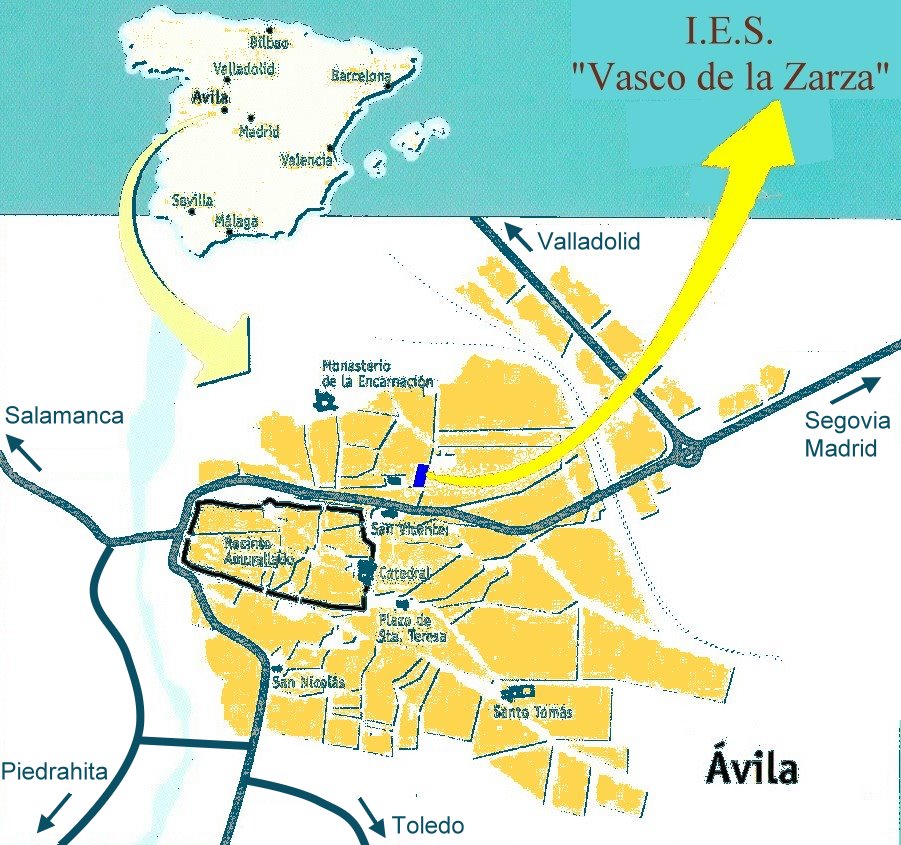 I.E.S.
"Vasco de la Zarza"
Bilbao
Valladolid
Barcelona
Avila
Madrid
Valencia
Sevilla
Málaga
Valladolid
Monasterio
de la Encarnación
Salamanca
Segovia
Madrid
San Vicente
Recinto
Amurallado
Catedral
Plaza de
Sta. Teresa
San Nicolás
Santo Tomás
Ávila
Piedrahita
Toledo